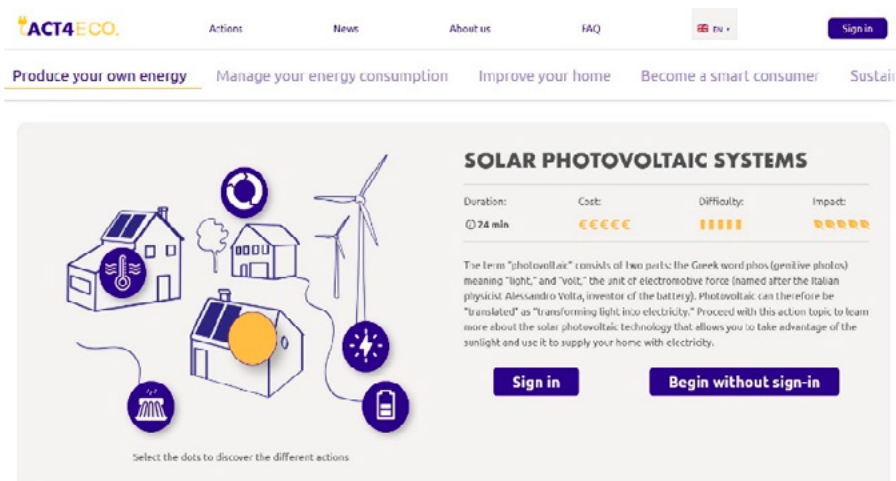 ACT4ECO.
Actions
News
About us
FAQ
EN
Sign in
Produce your own energy
Manage your energy consumption
Improve your home
Become a smart consumer
Sustai
SOLAR PHOTOVOLTAIC SYSTEMS
Duration:
Cost:
Difficulty:
Impact:
24 min
€€€€€
The term "photovoltaic" consists of two parts: the Greek word phos (genitive photos)
meaning "light," and "volt," the unit of electromotive force (named after the Italian
physicist Alessandro Volta, inventor of the battery). Photovoltaic can therefore be
"translated" as "transforming light into electricity." Proceed with this action topic to learn
more about the solar photovoltaic technology that allows you to take advantage of the
sunlight and use it to supply your home with electricity.
Sign in
Begin without sign-in
Select the dots to discover the different actions